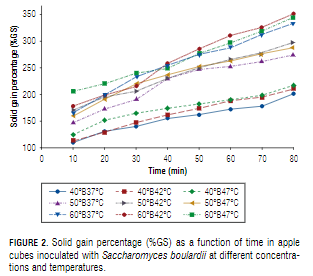 Solid gain percentage (%GS)
350
300
250
200
150
100
0 10 20 30 40 50 60 70 80
Time (min)
40°B37°C 40°B42°C 40°B47°C
50°B37°C 50°B42°C 50°B47°C
60°B37°C 60°B42°C 60°B47°C
FIGURE 2. Solid gain percentage (%GS) as a function of time in apple
cubes inoculated with Saccharomyces boulardii at different concentra-
tions and temperatures.